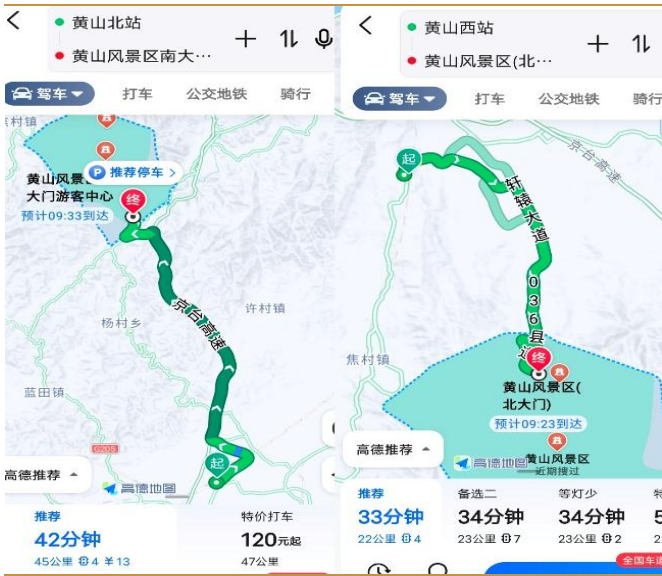 黄山北站
黄山风景区南大…
驾车
打车
公交地铁
骑行
村镇
推荐停车 >
黄山风景
大门游客中心
终
预计09:33到达
京台高速
许村镇
杨村乡
蓝田镇
G205
起
高德推荐
高德地图
推荐
42分钟
45公里 4 ¥13
特价打车
120元起
47公里
黄山西站
黄山风景区(北…
驾车
打车
公交地铁
骑行
京台高速
起
轩辕大道
036县道
焦村镇
终
黄山风景区(
北大门)
预计09:23到达
黄山风景区
近期搜过
高德推荐
高德地图
推荐
33分钟
22公里 4
备选二
34分钟
23公里 7
等灯少
34分钟
23公里 2
全国车道